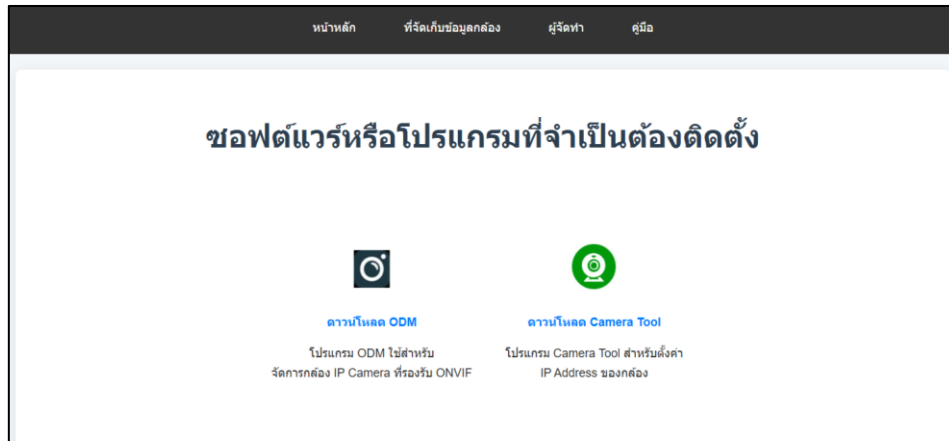 หน้าหลัก ที่จัดเก็บข้อมูลกล้อง ผู้จัดทำ คู่มือ
ซอฟต์แวร์หรือโปรแกรมที่จำเป็นต้องติดตั้ง
ดาวน์โหลด ODM
โปรแกรม ODM ใช้สำหรับ
จัดการกล้อง IP Camera ที่รองรับ ONVIF
ดาวน์โหลด Camera Tool
โปรแกรม Camera Tool สำหรับตั้งค่า
IP Address ของกล้อง